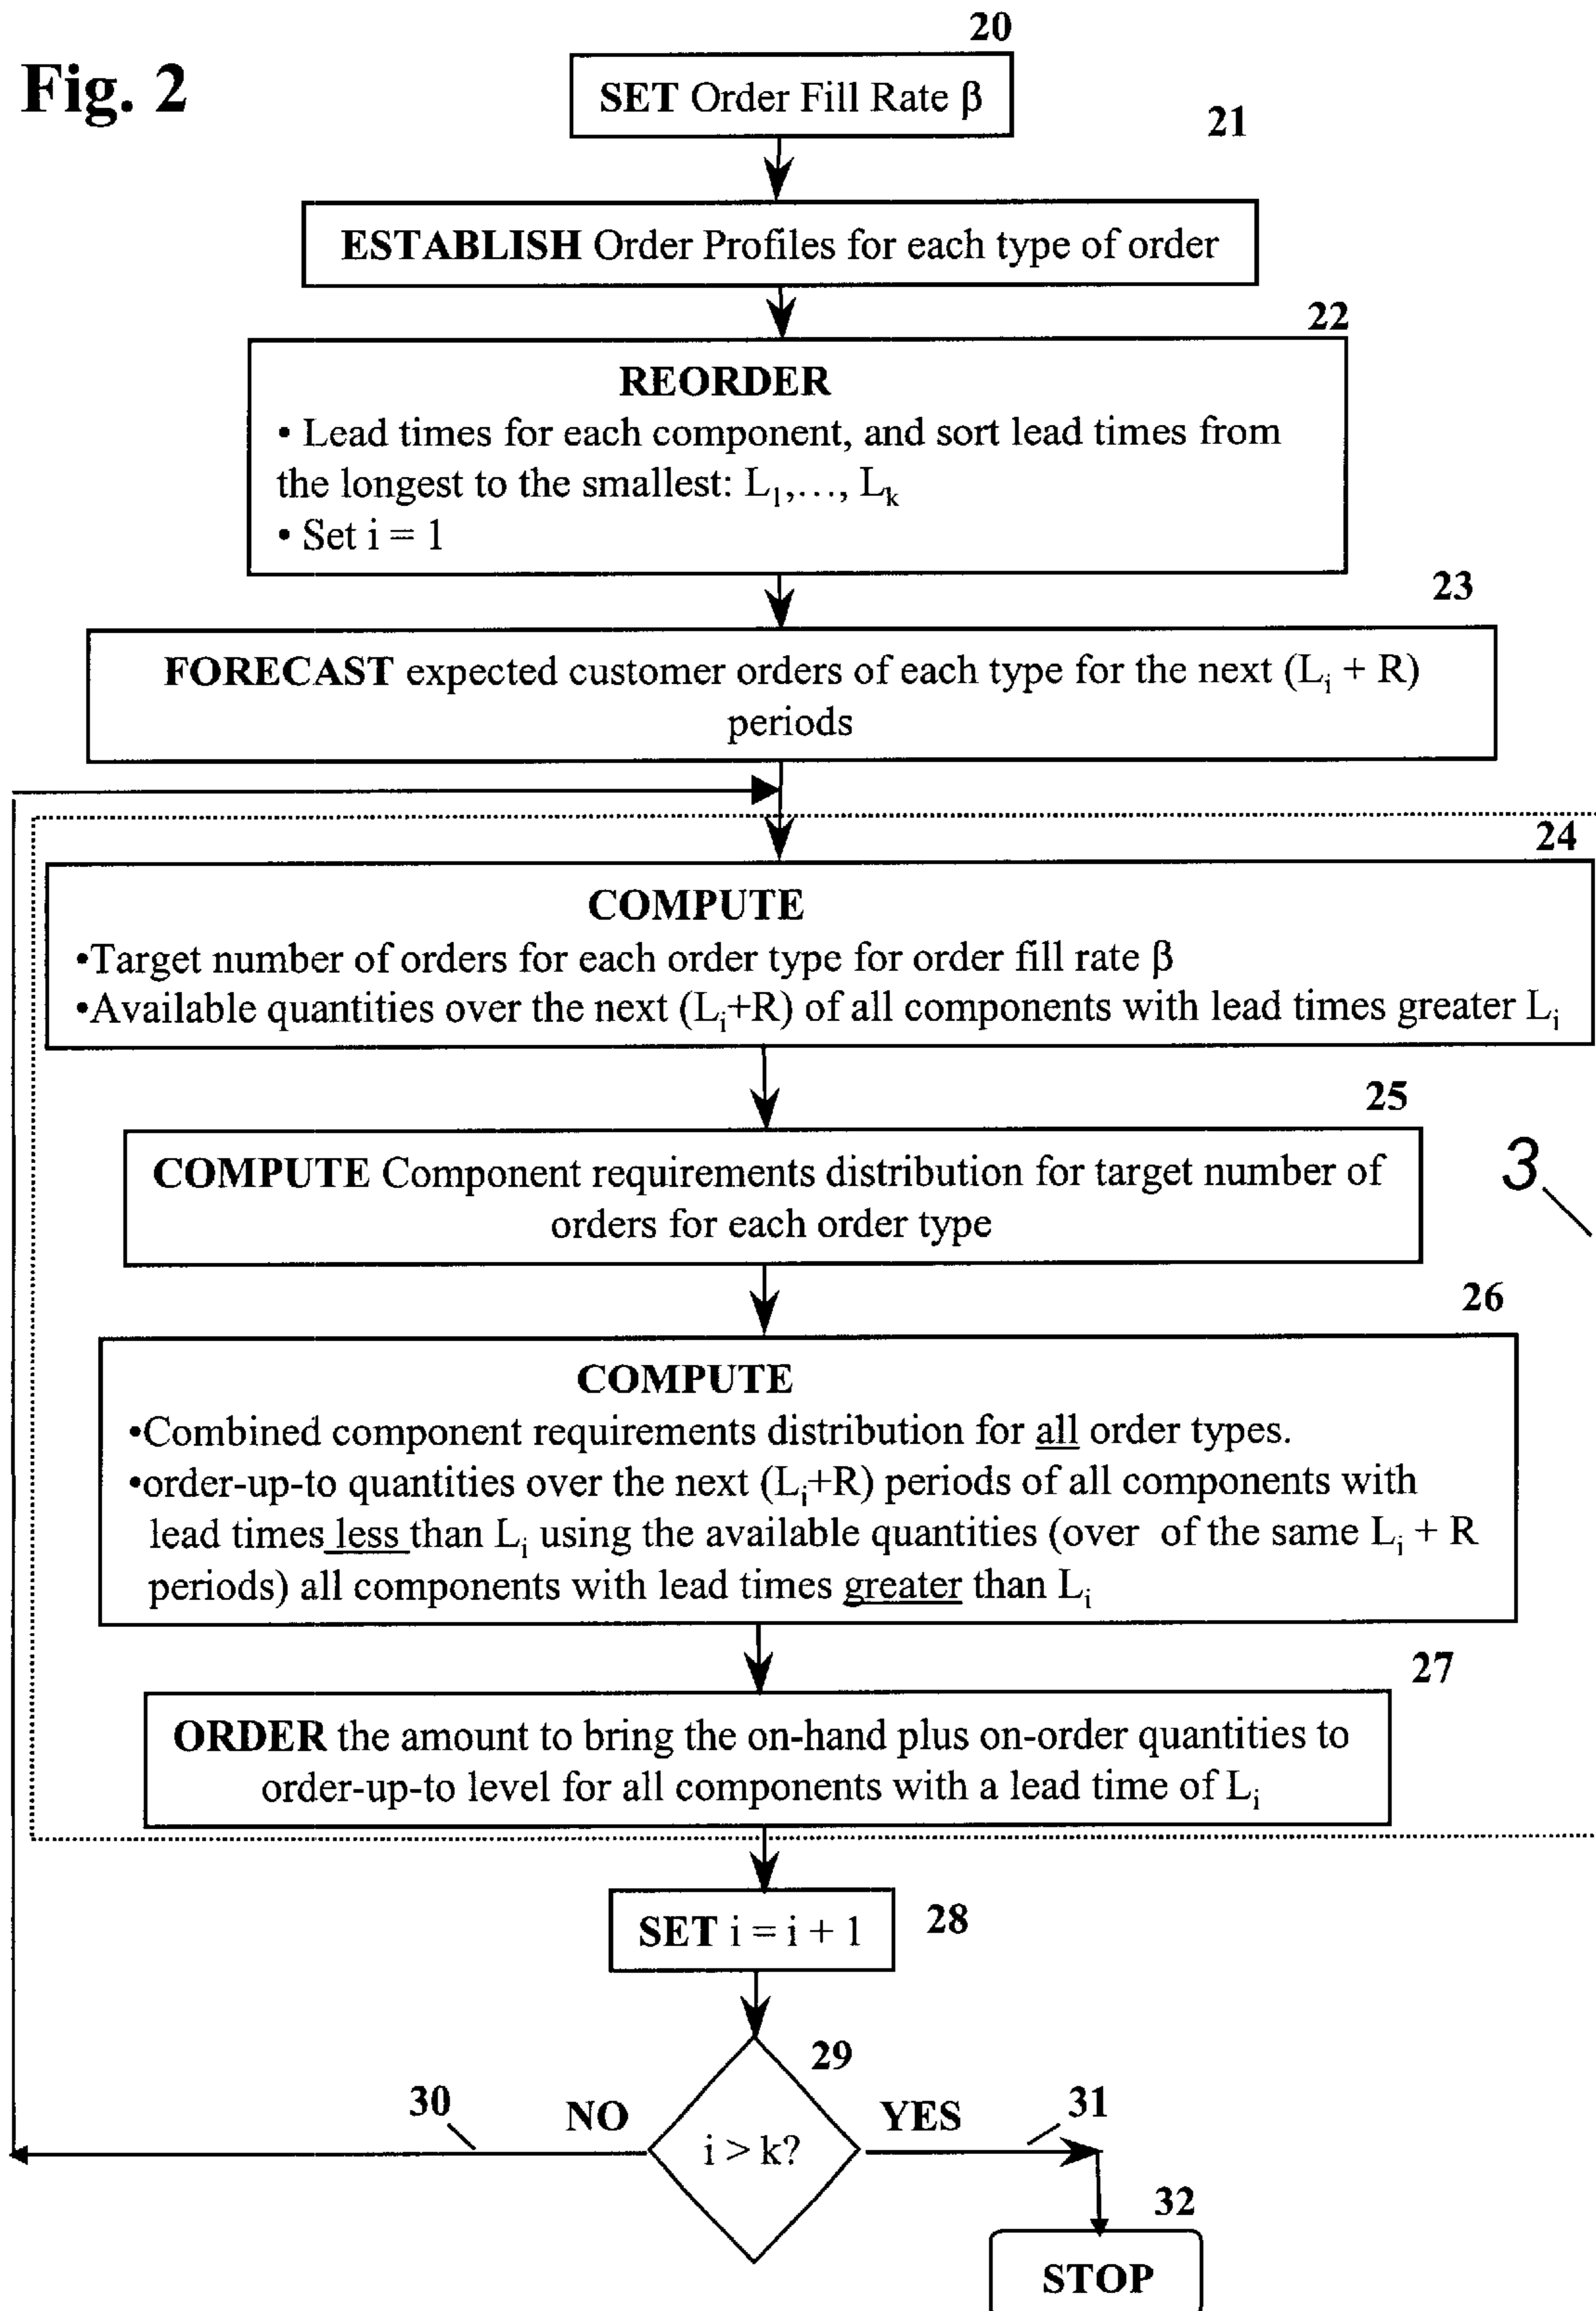 Fig. 2
20
SET Order Fill Rate β
21
ESTABLISH Order Profiles for each type of order
22
REORDER
• Lead times for each component, and sort lead times from
the longest to the smallest: L₁,…, Lₖ
• Set i = 1
23
FORECAST expected customer orders of each type for the next (Lᵢ + R)
periods
24
COMPUTE
•Target number of orders for each order type for order fill rate β
•Available quantities over the next (Lᵢ+R) of all components with lead times greater Lᵢ
25
COMPUTE Component requirements distribution for target number of
orders for each order type
3
26
COMPUTE
•Combined component requirements distribution for all order types.
•order-up-to quantities over the next (Lᵢ+R) periods of all components with
lead times less than Lᵢ using the available quantities (over of the same Lᵢ + R
periods) all components with lead times greater than Lᵢ
27
ORDER the amount to bring the on-hand plus on-order quantities to
order-up-to level for all components with a lead time of Lᵢ
SET i = i + 1
28
29
30
NO
i > k?
YES
31
32
STOP